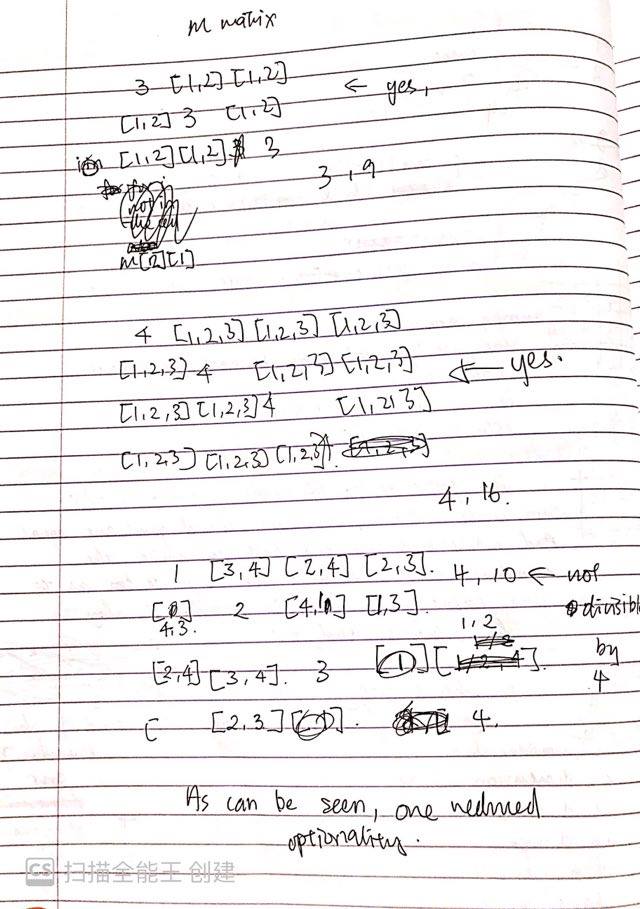 m matrix
3 [1,2] [1,2]
← yes,
[1,2] 3 [1,2]
[1,2] [1,2] 3
3, 9
m[2][1]
4 [1,2,3] [1,2,3] [1,2,3]
[1,2,3] 4 [1,2,3] [1,2,3]
← yes.
[1,2,3] [1,2,3] 4 [1,2,3]
[1,2,3] [1,2,3] [1,2,3] 4.
4, 16.
1 [3,4] [2,4] [2,3]. 4, 10 ← not
2 [4,1] [1,3]. divisible
4,3.
1, 2
[2,4] [3,4]. 3 [1] [ ]. by
4
[ [2,3] [ ]. 4.
As can be seen, one
optionality.
CS 扫描全能王 创建